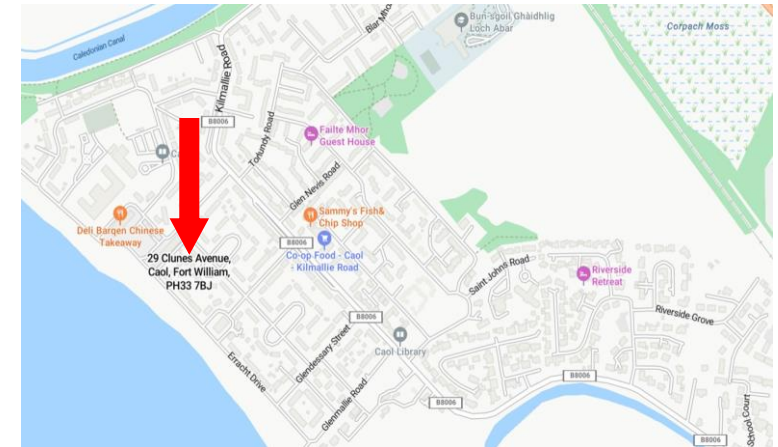 Bun-sgoil Ghàidhlig
Loch Abar
Corpach Moss
Blar Mhor
Caledonian Canal
Kilmallie Road
B8006
Torlundy Road
Failte Mhor
Guest House
Glen Nevis Road
Sammy's Fish&
Chip Shop
Deli Barqen Chinese
Takeaway
B8006
Co-op Food - Caol
- Kilmallie Road
29 Clunes Avenue,
Caol, Fort William,
PH33 7BJ
Saint Johns Road
Riverside
Retreat
Riverside Grove
B8006
Glendessary Street
Caol Library
Erracht Drive
Glenmallie Road
B8006
B8006
School Court
B8006